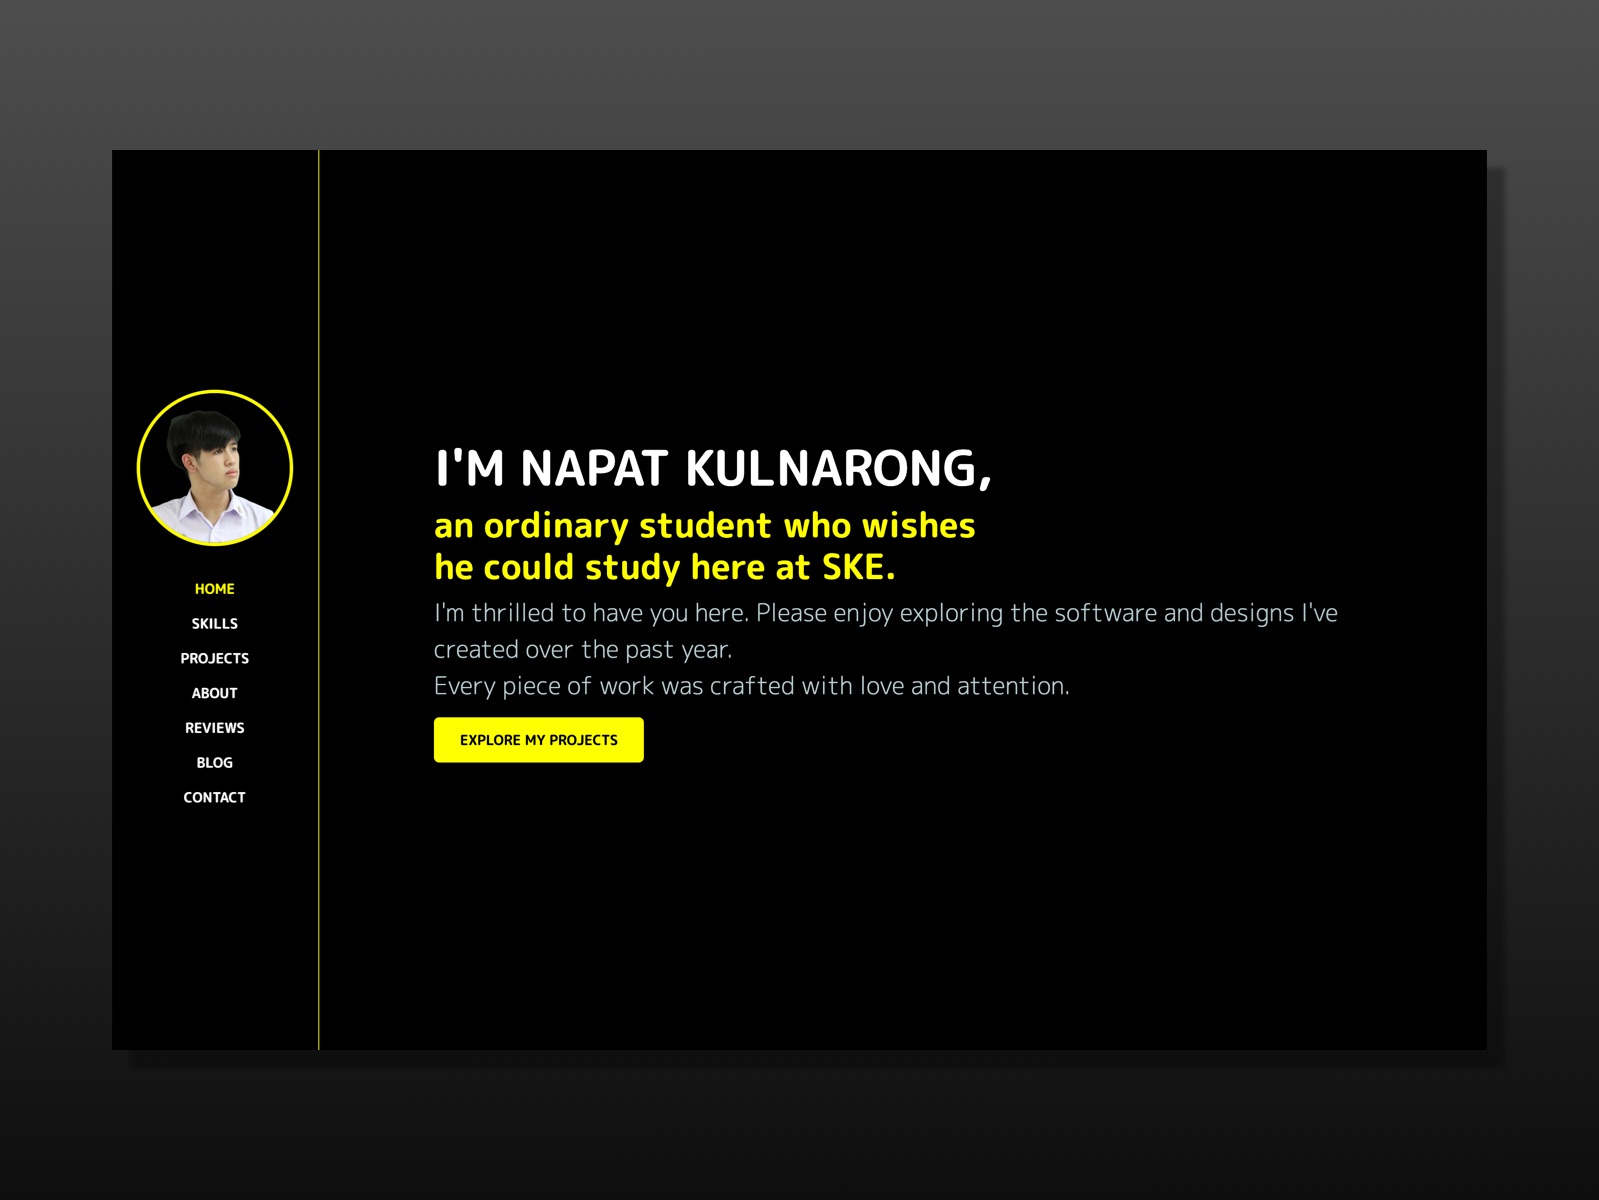 HOME
SKILLS
PROJECTS
ABOUT
REVIEWS
BLOG
CONTACT
I'M NAPAT KULNARONG,
an ordinary student who wishes
he could study here at SKE.
I'm thrilled to have you here. Please enjoy exploring the software and designs I've
created over the past year.
Every piece of work was crafted with love and attention.
EXPLORE MY PROJECTS